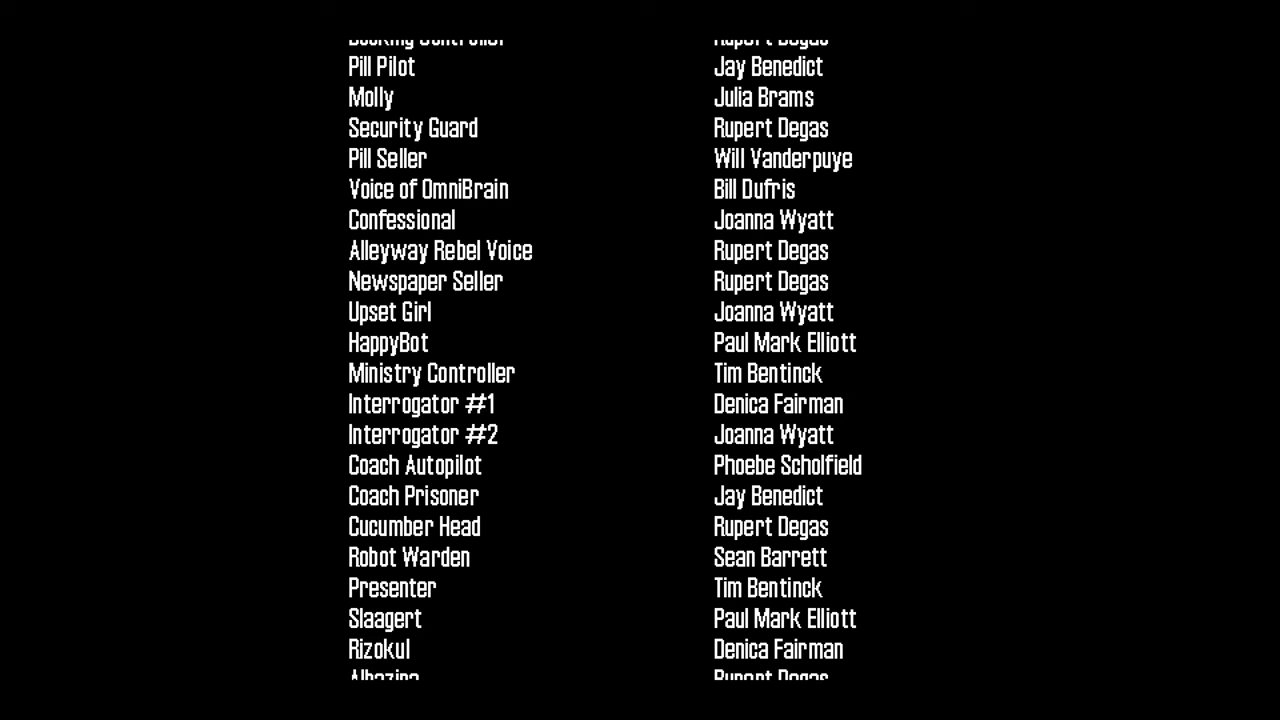 Pill Pilot Jay Benedict
Molly Julia Brams
Security Guard Rupert Degas
Pill Seller Will Vanderpuye
Voice of OmniBrain Bill Dufris
Confessional Joanna Wyatt
Alleyway Rebel Voice Rupert Degas
Newspaper Seller Rupert Degas
Upset Girl Joanna Wyatt
HappyBot Paul Mark Elliott
Ministry Controller Tim Bentinck
Interrogator #1 Denica Fairman
Interrogator #2 Joanna Wyatt
Coach Autopilot Phoebe Scholfield
Coach Prisoner Jay Benedict
Cucumber Head Rupert Degas
Robot Warden Sean Barrett
Presenter Tim Bentinck
Slaagert Paul Mark Elliott
Rizokul Denica Fairman
Rupert Degas